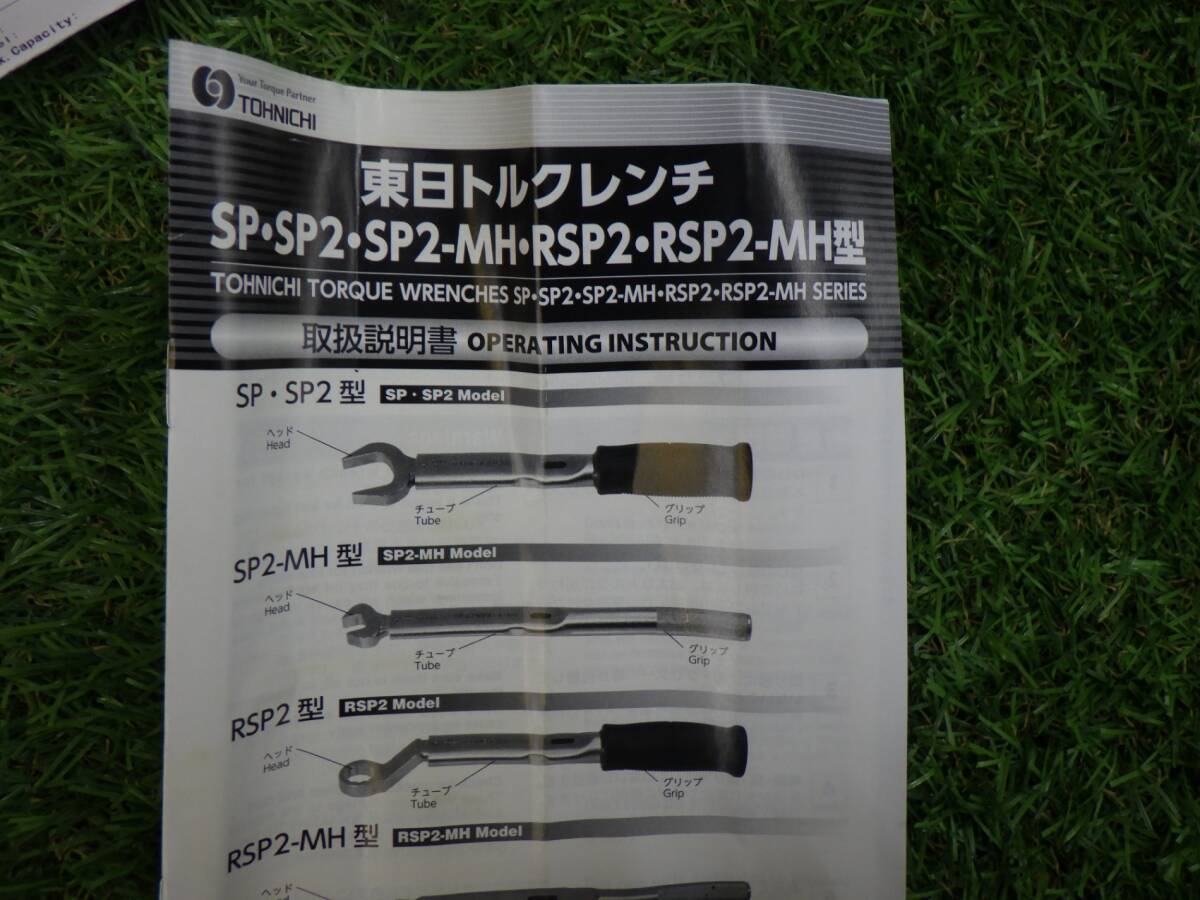 k. Capacity:
Your Torque Partner
TOHNICHI
東日トルクレンチ
SP・SP2・SP2-MH・RSP2・RSP2-MH型
TOHNICHI TORQUE WRENCHES SP・SP2・SP2-MH・RSP2・RSP2-MH SERIES
取扱説明書 OPERATING INSTRUCTION
SP・SP2 型 SP・SP2 Model
ヘッド
Head
チューブ
Tube
グリップ
Grip
SP2-MH 型 SP2-MH Model
ヘッド
Head
チューブ
Tube
グリップ
Grip
RSP2 型 RSP2 Model
ヘッド
Head
チューブ
Tube
グリップ
Grip
RSP2-MH 型 RSP2-MH Model
ヘッド